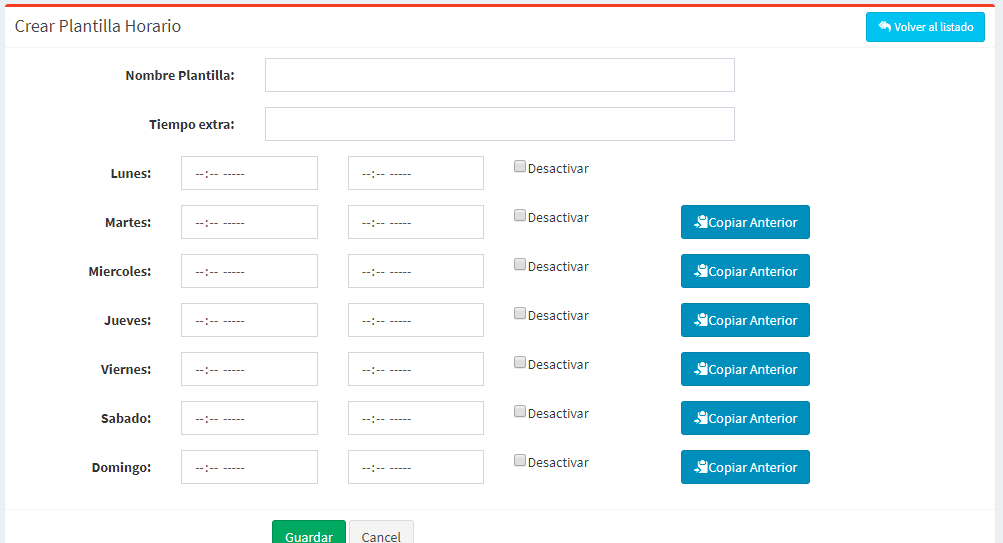 Crear Plantilla Horario Volver al listado
Nombre Plantilla:
Tiempo extra:
Lunes: --:-- ----- --:-- ----- Desactivar
Martes: --:-- ----- --:-- ----- Desactivar Copiar Anterior
Miercoles: --:-- ----- --:-- ----- Desactivar Copiar Anterior
Jueves: --:-- ----- --:-- ----- Desactivar Copiar Anterior
Viernes: --:-- ----- --:-- ----- Desactivar Copiar Anterior
Sabado: --:-- ----- --:-- ----- Desactivar Copiar Anterior
Domingo: --:-- ----- --:-- ----- Desactivar Copiar Anterior
Guardar Cancel